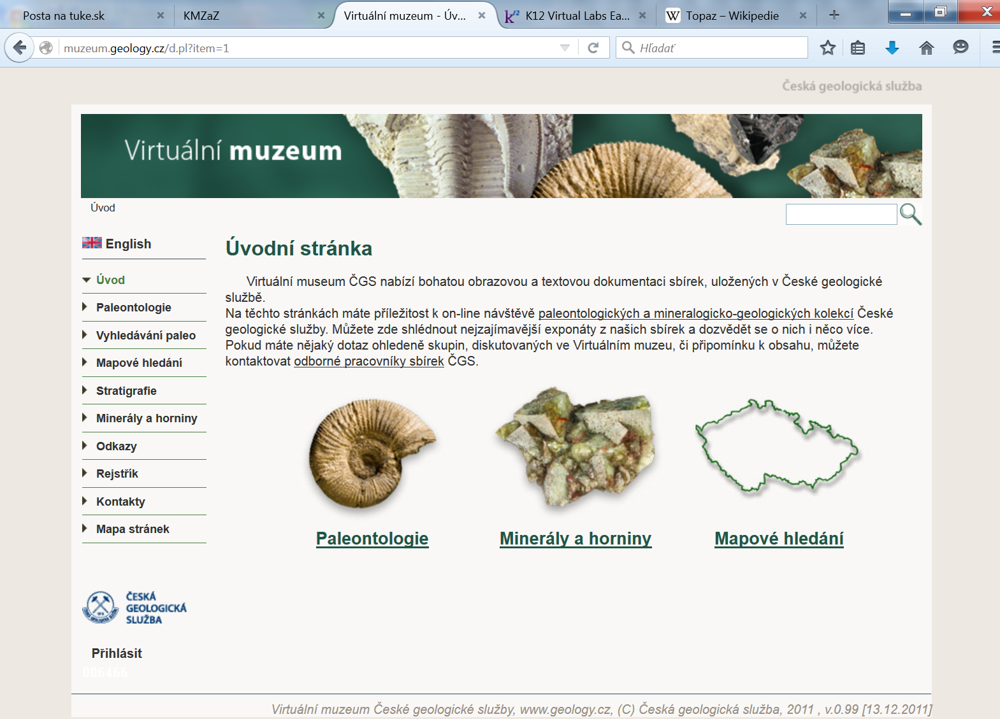 Posta na tuke.sk
KMZaZ
Virtuální muzeum - Úv...
K12 Virtual Labs Ea...
W Topaz – Wikipedie
muzeum.geology.cz/d.pl?item=1
Hľadať
Česká geologická služba
Virtuální muzeum
Úvod
English
Úvod
Paleontologie
Vyhledávání paleo
Mapové hledání
Stratigrafie
Minerály a horniny
Odkazy
Rejstřík
Kontakty
Mapa stránek
Úvodní stránka
Virtuální museum ČGS nabízí bohatou obrazovou a textovou dokumentaci sbírek, uložených v České geologické
službě.
Na těchto stránkách máte příležitost k on-line návštěvě paleontologických a mineralogicko-geologických kolekcí České
geologické služby. Můžete zde shlédnout nejzajímavější exponáty z našich sbírek a dozvědět se o nich i něco více.
Pokud máte nějaký dotaz ohledeně skupin, diskutovaných ve Virtuálním muzeu, či připomínku k obsahu, můžete
kontaktovat odborné pracovníky sbírek ČGS.
Paleontologie
Minerály a horniny
Mapové hledání
ČESKÁ
GEOLOGICKÁ
SLUŽBA
Přihlásit
006466
Virtuální muzeum České geologické služby, www.geology.cz, (C) Česká geologická služba, 2011 , v.0.99 [13.12.2011]